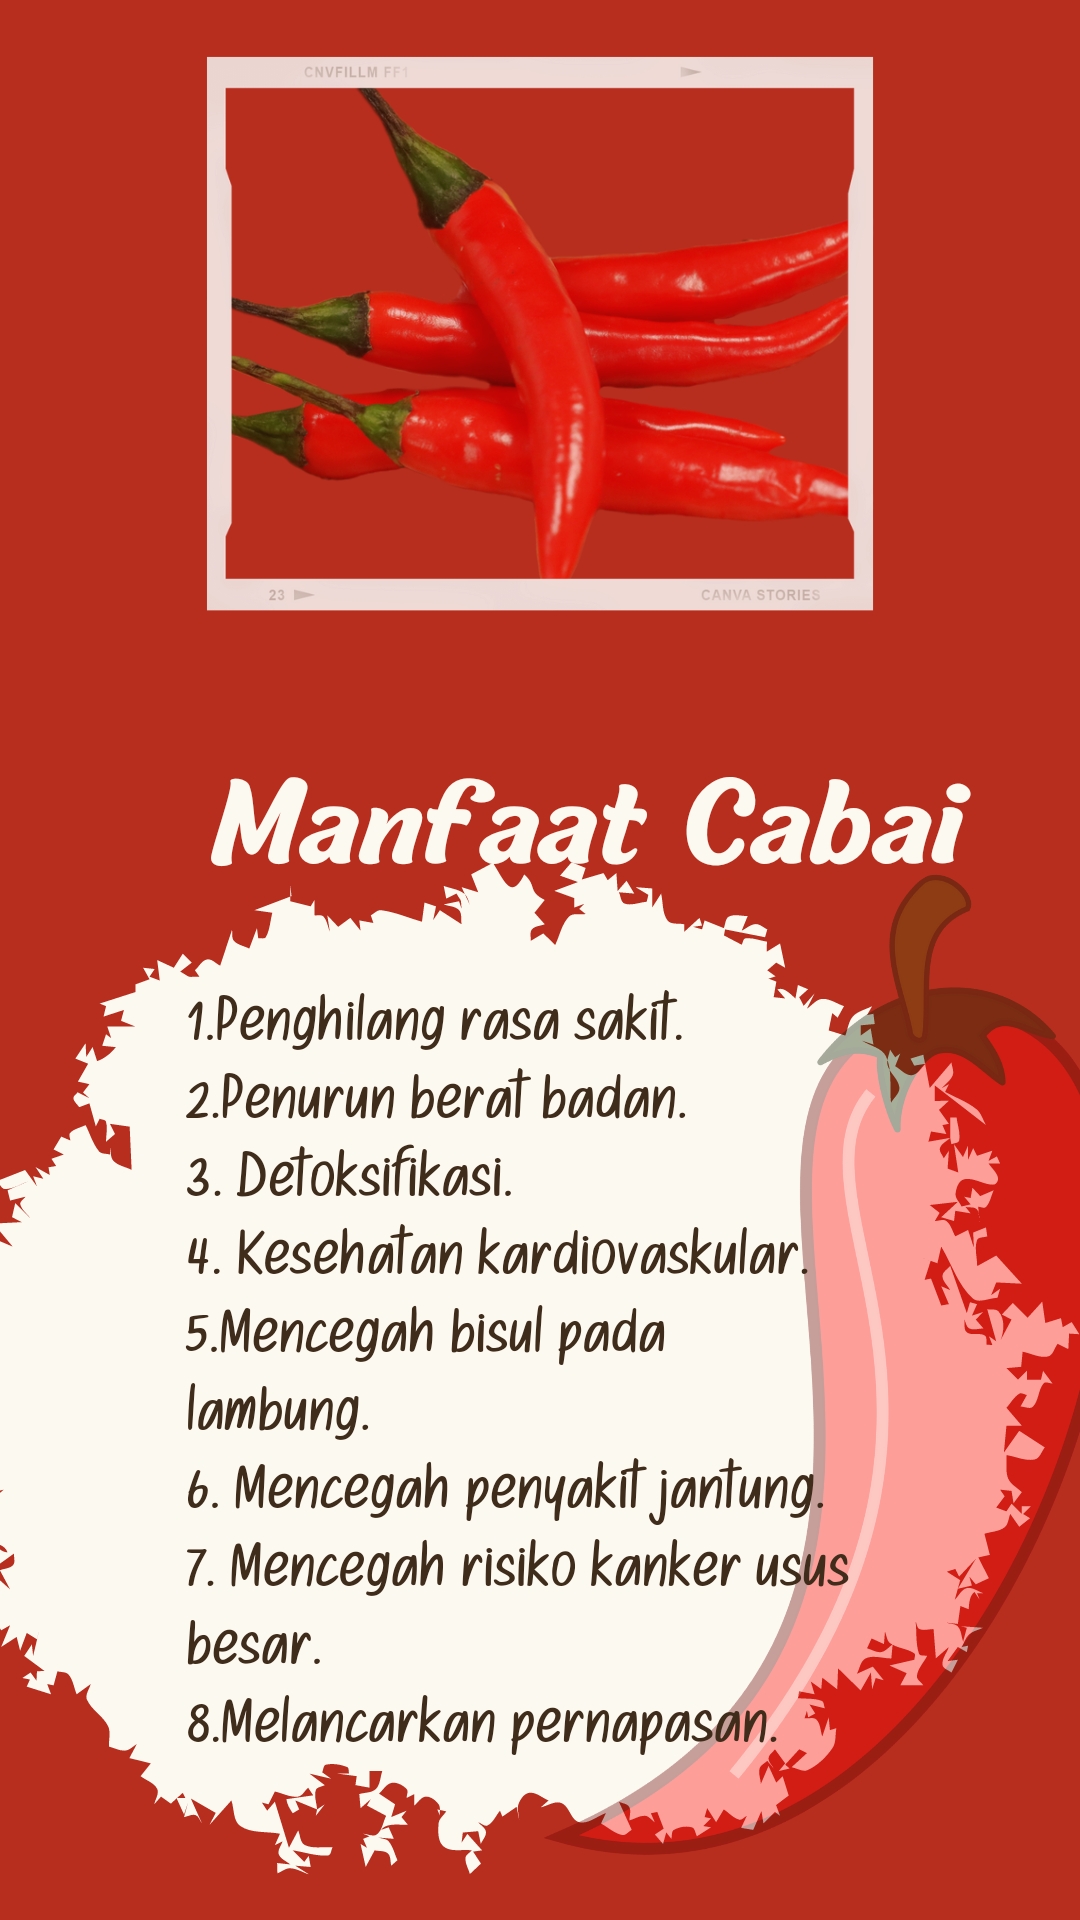 CNVFILLM FF1
23
CANVA STORIES
Manfaat Cabai
1.Penghilang rasa sakit.
2.Penurun berat badan.
3. Detoksifikasi.
4. Kesehatan kardiovaskular.
5.Mencegah bisul pada
lambung.
6. Mencegah penyakit jantung.
7. Mencegah risiko kanker usus
besar.
8.Melancarkan pernapasan.